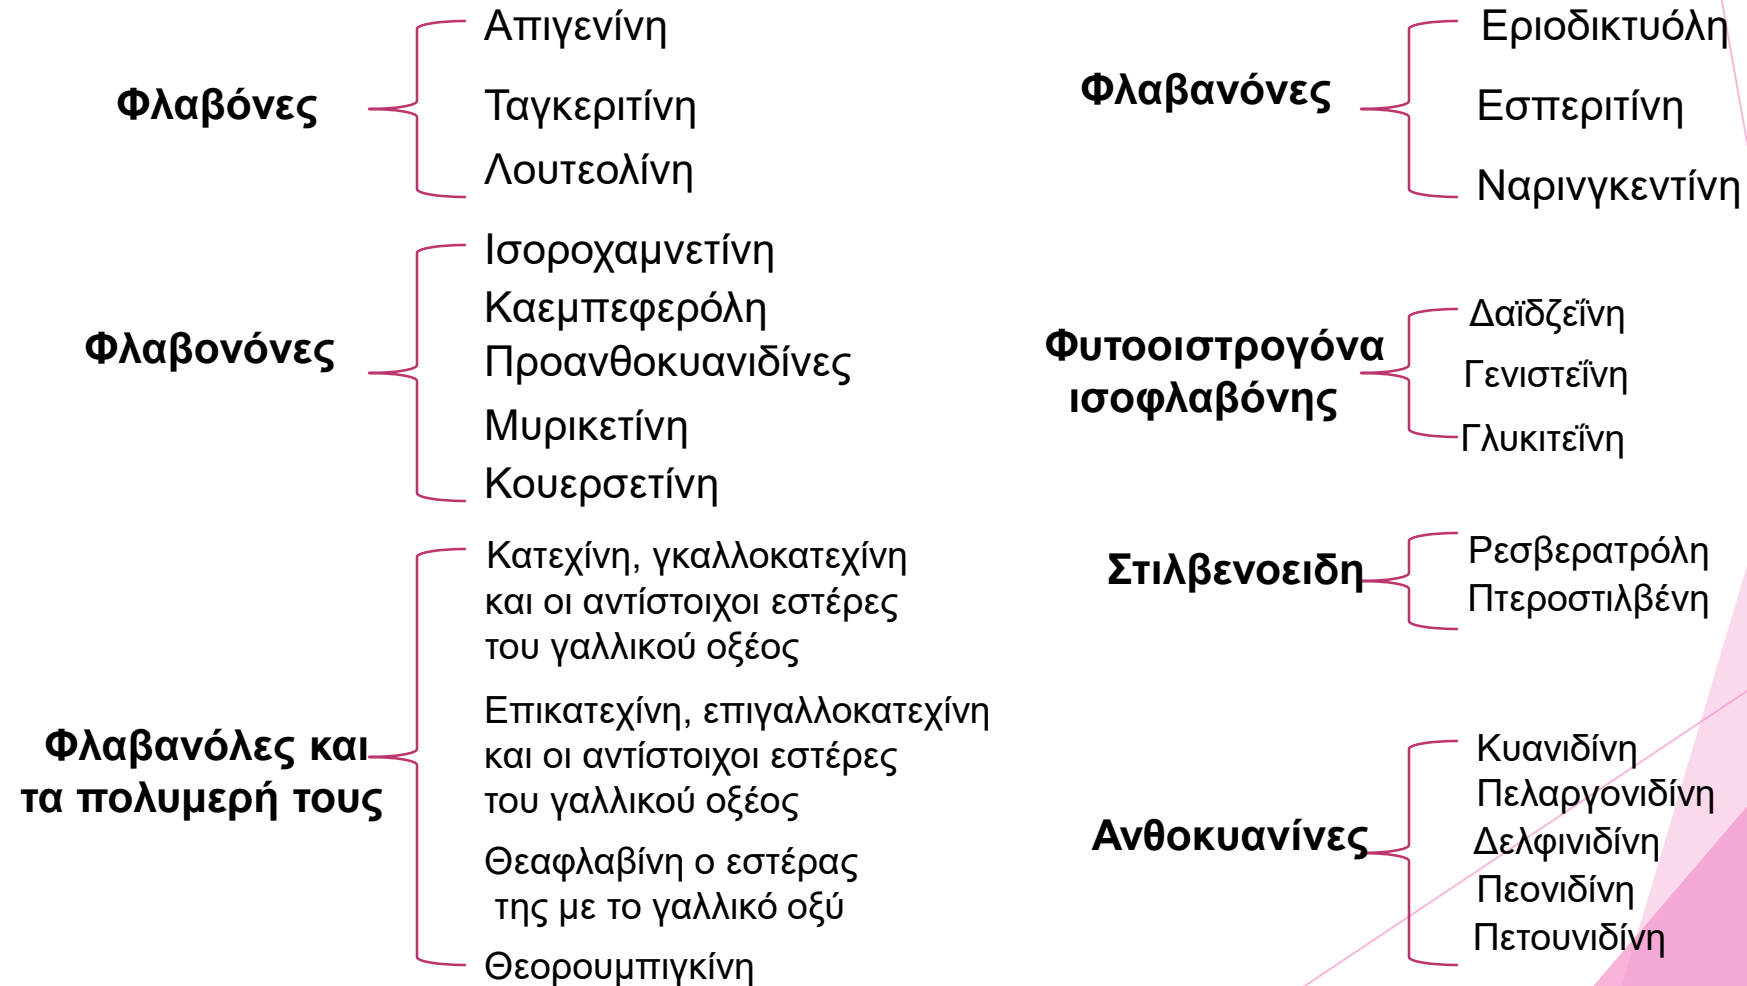 Φλαβόνες
Απιγενίνη
Ταγκεριτίνη
Λουτεολίνη
Φλαβονόνες
Ισοροχαμνετίνη
Καεμπεφερόλη
Προανθοκυανιδίνες
Μυρικετίνη
Κουερσετίνη
Φλαβανόλες και
τα πολυμερή τους
Κατεχίνη, γκαλλοκατεχίνη
και οι αντίστοιχοι εστέρες
του γαλλικού οξέος
Επικατεχίνη, επιγαλλοκατεχίνη
και οι αντίστοιχοι εστέρες
του γαλλικού οξέος
Θεαφλαβίνη ο εστέρας
της με το γαλλικό οξύ
Θεορουμπιγκίνη
Φλαβανόνες
Εριοδικτυόλη
Εσπεριτίνη
Ναρινγκεντίνη
Φυτοοιστρογόνα
ισοφλαβόνης
Δαϊδζεΐνη
Γενιστεΐνη
Γλυκιτεΐνη
Στιλβενοειδη
Ρεσβερατρόλη
Πτεροστιλβένη
Ανθοκυανίνες
Κυανιδίνη
Πελαργονιδίνη
Δελφινιδίνη
Πεονιδίνη
Πετουνιδίνη